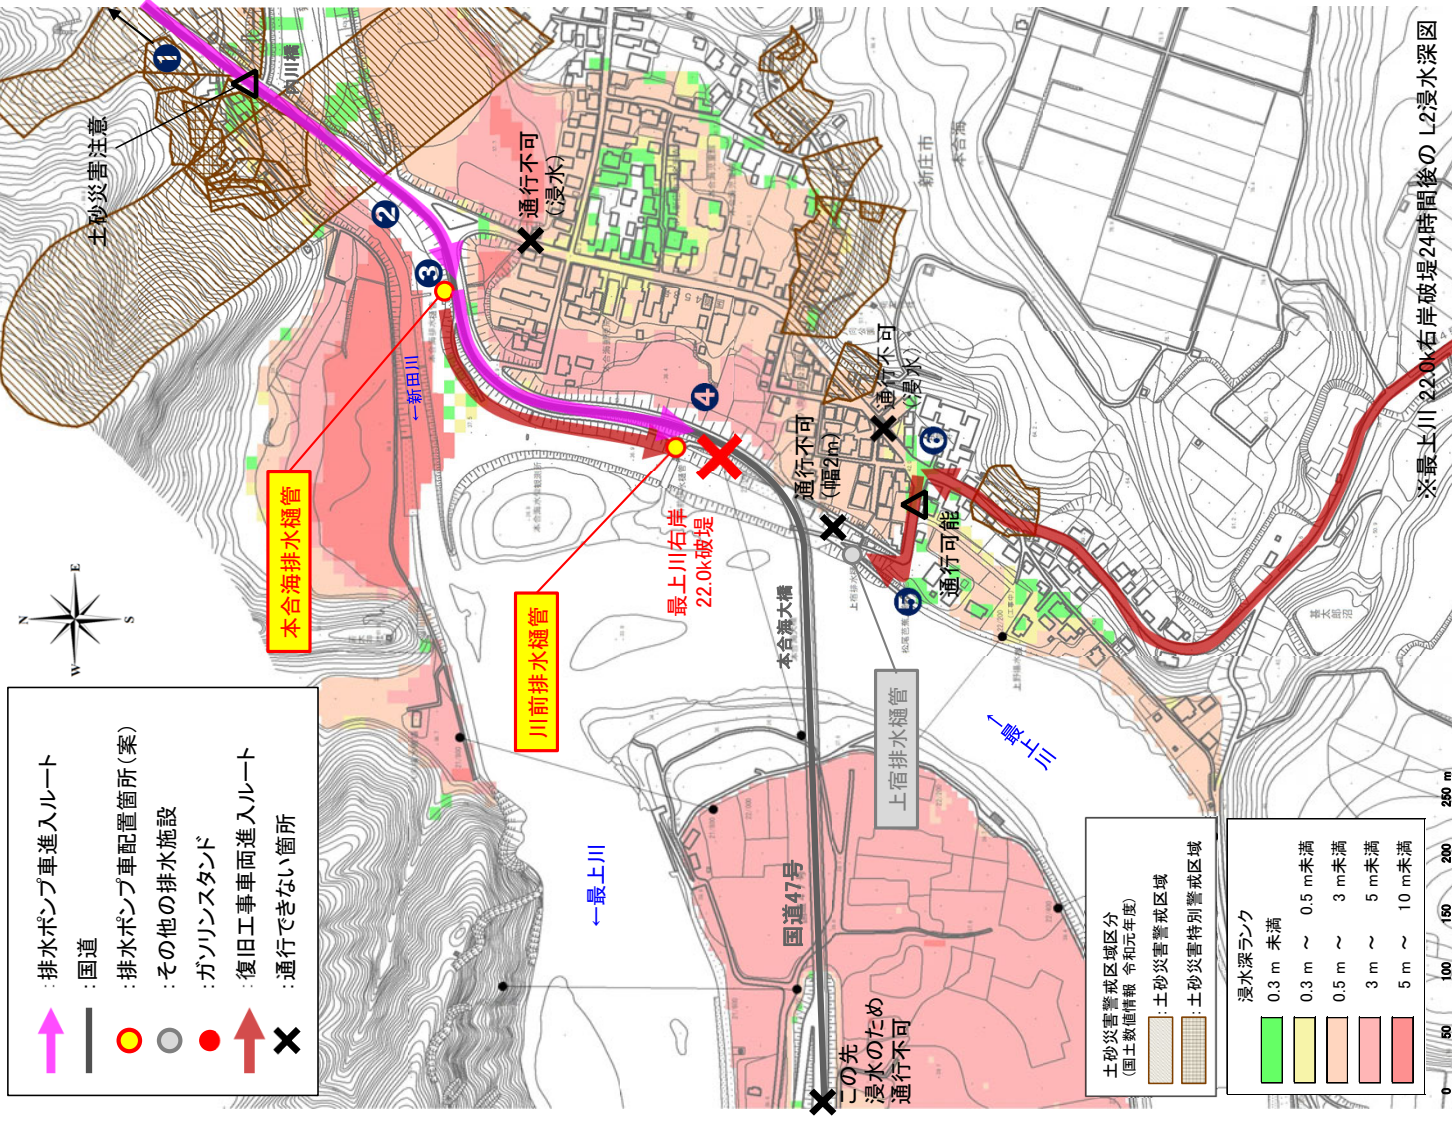 ：排水ポンプ車進入ルート
：国道
：排水ポンプ車配置箇所（案）
：その他の排水施設
：ガソリンスタンド
：復旧工事車両進入ルート
：通行できない箇所
N
E
S
W
土砂災害注意
1
2
3
4
5
6
本合海排水樋管
川前排水樋管
上宿排水樋管
←新田川
通行不可
（浸水）
最上川右岸
22.0k破堤
通行不可
（幅2m）
通行不可
（浸水）
通行可能
本合海大橋
国道47号
←最上川
←最上川
この先
浸水のため
通行不可
新庄市
本合海
甚太郎沼
土砂災害警戒区域区分
（国土数値情報 令和元年度）
：土砂災害警戒区域
：土砂災害特別警戒区域
浸水深ランク
0.3 m 未満
0.3 m ～ 0.5 m未満
0.5 m ～ 3 m未満
3 m ～ 5 m未満
5 m ～ 10 m未満
0 50 100 150 200 250 m
※最上川 22.0k右岸破堤24時間後の L2浸水深図